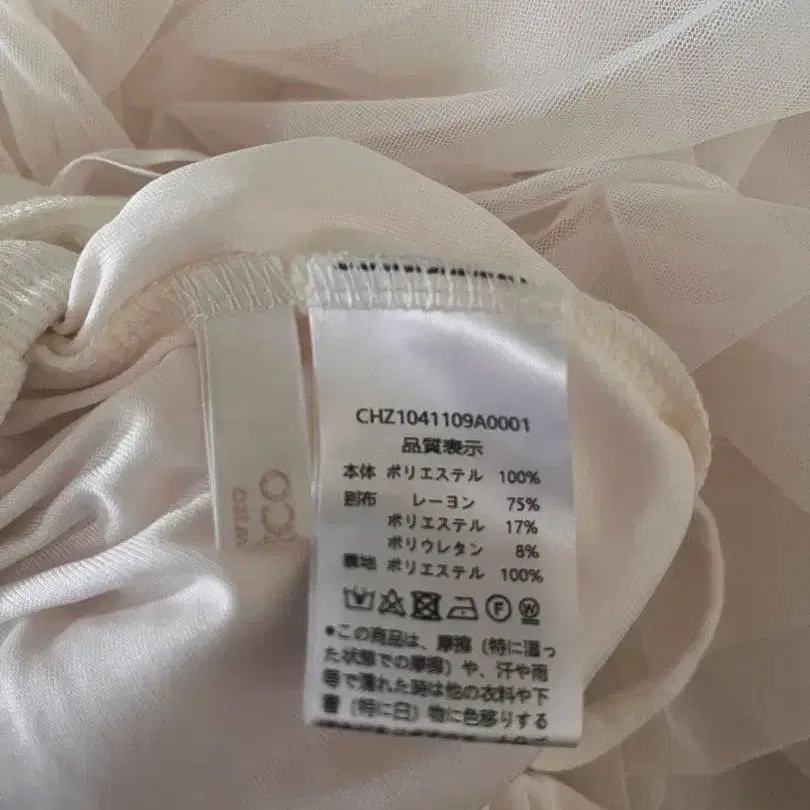 CHZ1041109A0001
品質表示
本体 ポリエステル 100%
別布 レーヨン 75%
ポリエステル 17%
ポリウレタン 8%
裏地 ポリエステル 100%
F W
●この商品は、摩擦（特に湿っ
た状態での摩擦）や、汗や雨
等で濡れた時は他の衣料や下
着（特に白）物に色移りする
ico